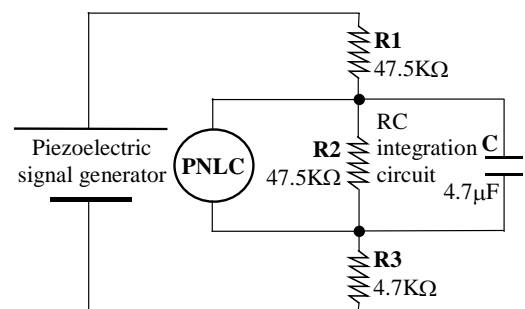 R1
47.5KΩ
Piezoelectric
signal generator
PNLC
R2
47.5KΩ
RC
integration
circuit
C
4.7μF
R3
4.7KΩ